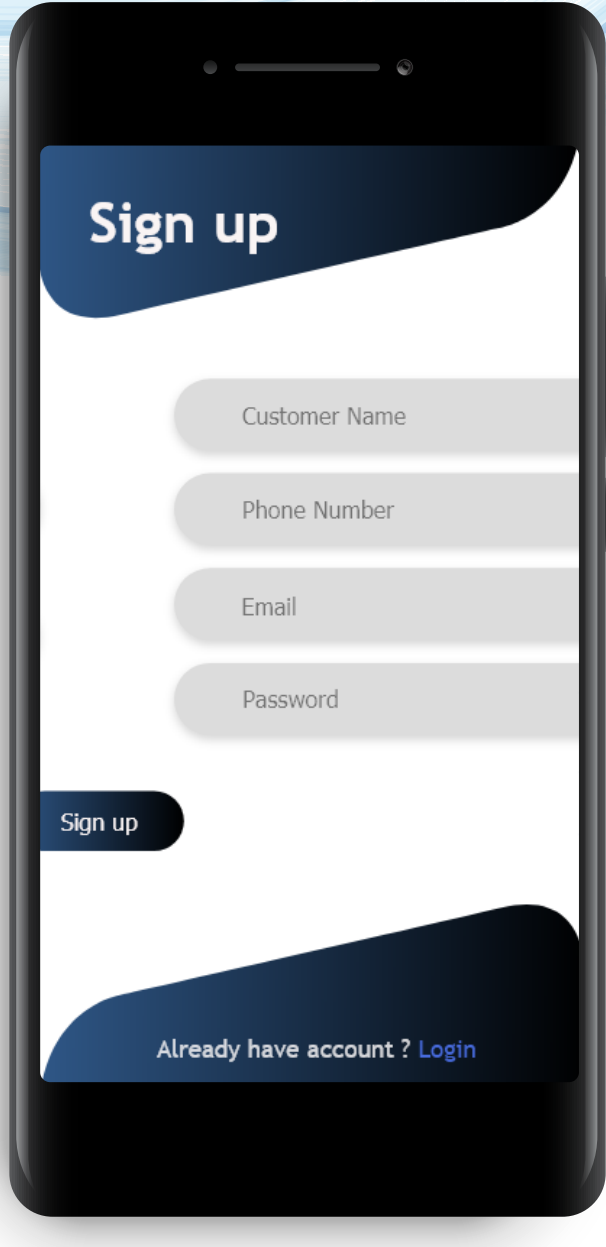 Sign up
Customer Name
Phone Number
Email
Password
Sign up
Already have account ? Login